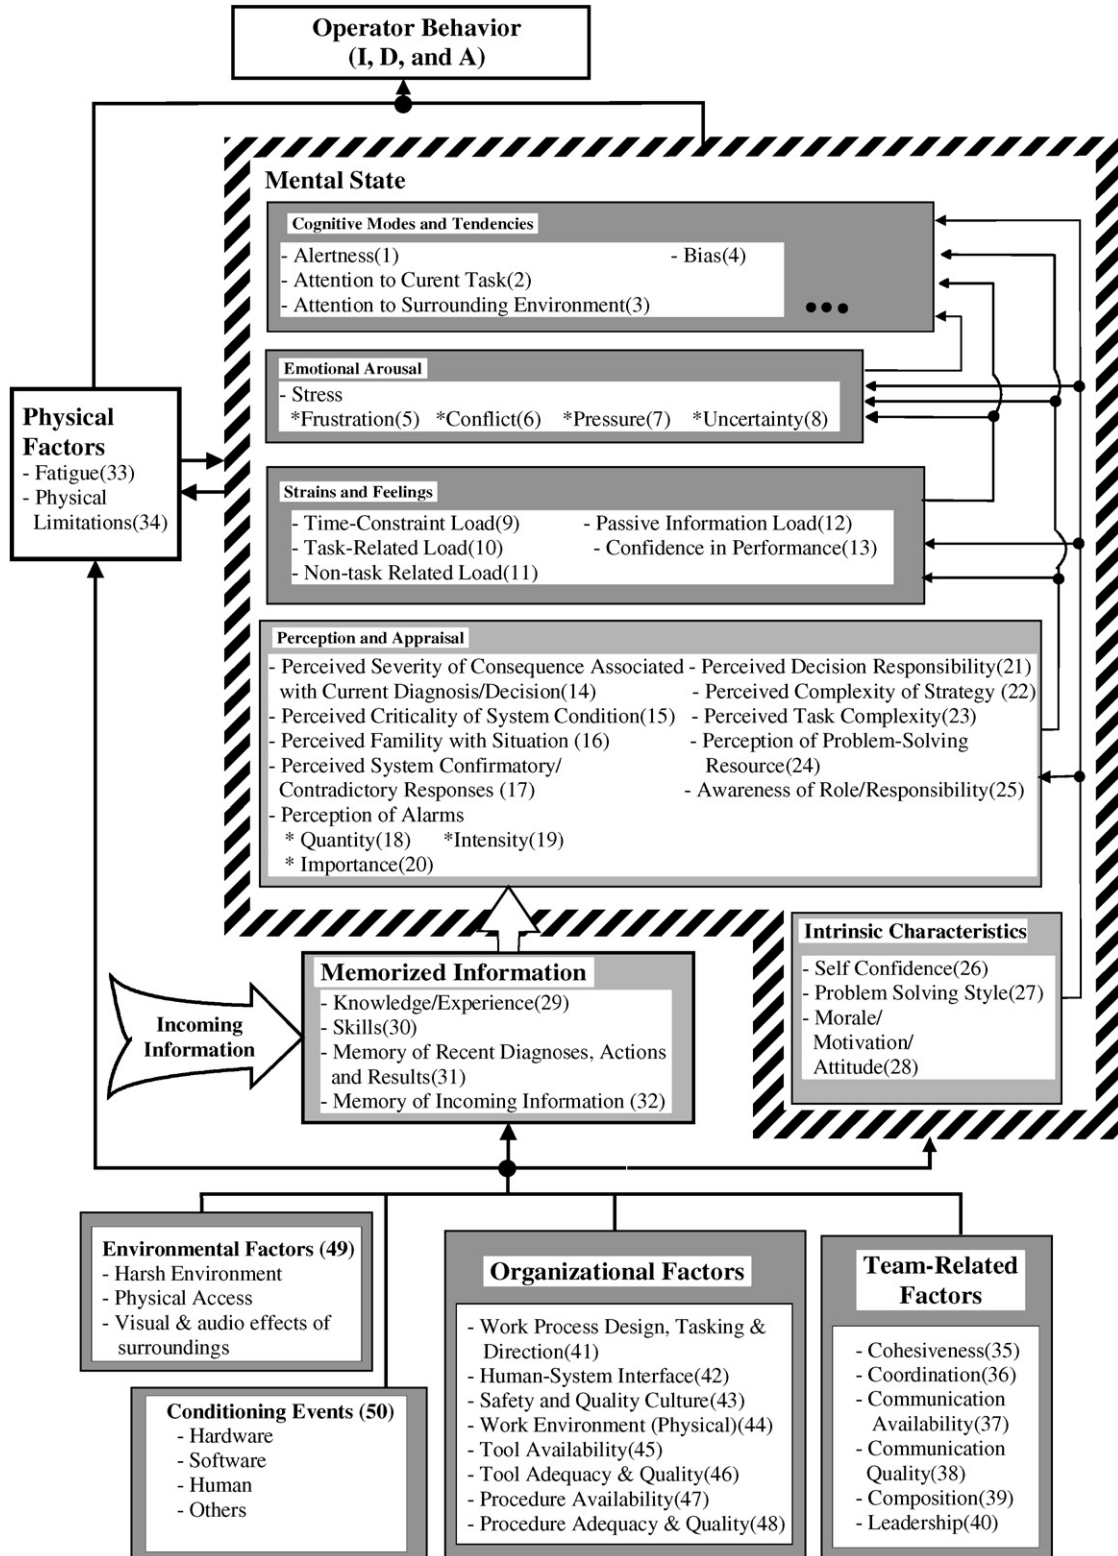 Operator Behavior
(I, D, and A)
Mental State
Cognitive Modes and Tendencies
- Alertness(1)
- Bias(4)
- Attention to Curent Task(2)
- Attention to Surrounding Environment(3)
Emotional Arousal
- Stress
*Frustration(5) *Conflict(6) *Pressure(7) *Uncertainty(8)
Physical
Factors
- Fatigue(33)
- Physical
Limitations(34)
Strains and Feelings
- Time-Constraint Load(9)
- Task-Related Load(10)
- Non-task Related Load(11)
- Passive Information Load(12)
- Confidence in Performance(13)
Perception and Appraisal
- Perceived Severity of Consequence Associated
with Current Diagnosis/Decision(14)
- Perceived Criticality of System Condition(15)
- Perceived Famility with Situation (16)
- Perceived System Confirmatory/
Contradictory Responses (17)
- Perception of Alarms
* Quantity(18) *Intensity(19)
* Importance(20)
- Perceived Decision Responsibility(21)
- Perceived Complexity of Strategy (22)
- Perceived Task Complexity(23)
- Perception of Problem-Solving
Resource(24)
- Awareness of Role/Responsibility(25)
Intrinsic Characteristics
- Self Confidence(26)
- Problem Solving Style(27)
- Morale/
Motivation/
Attitude(28)
Incoming
Information
Memorized Information
- Knowledge/Experience(29)
- Skills(30)
- Memory of Recent Diagnoses, Actions
and Results(31)
- Memory of Incoming Information (32)
Environmental Factors (49)
- Harsh Environment
- Physical Access
- Visual & audio effects of
surroundings
Conditioning Events (50)
- Hardware
- Software
- Human
- Others
Organizational Factors
- Work Process Design, Tasking &
Direction(41)
- Human-System Interface(42)
- Safety and Quality Culture(43)
- Work Environment (Physical)(44)
- Tool Availability(45)
- Tool Adequacy & Quality(46)
- Procedure Availability(47)
- Procedure Adequacy & Quality(48)
Team-Related
Factors
- Cohesiveness(35)
- Coordination(36)
- Communication
Availability(37)
- Communication
Quality(38)
- Composition(39)
- Leadership(40)